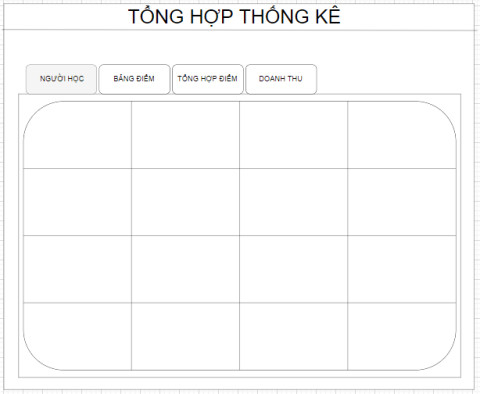 TỔNG HỢP THỐNG KÊ
NGƯỜI HỌC BẢNG ĐIỂM TỔNG HỢP ĐIỂM DOANH THU